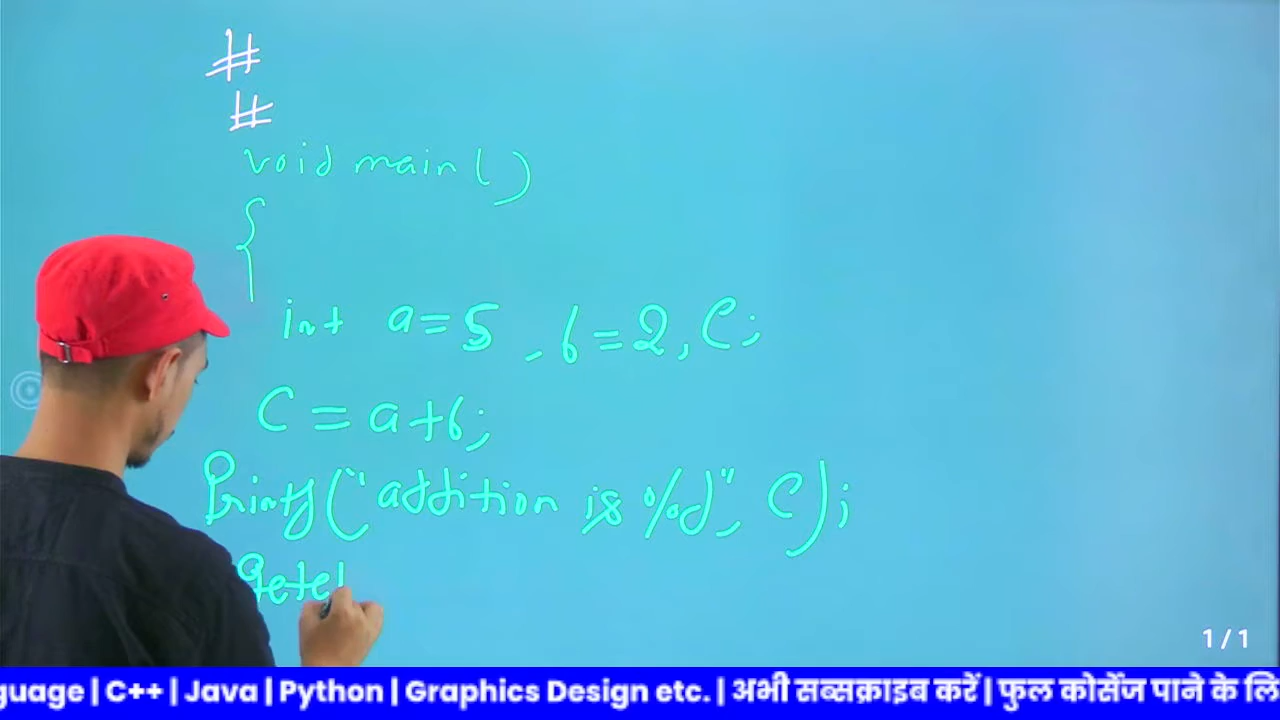 #
#
void main()
{
int a=5, b=2, C;
C = a+b;
Printf("addition is %d", C);
getch
1/1
guage | C++ | Java | Python | Graphics Design etc. | अभी सब्सक्राइब करें | फुल कोर्सेज पाने के लि